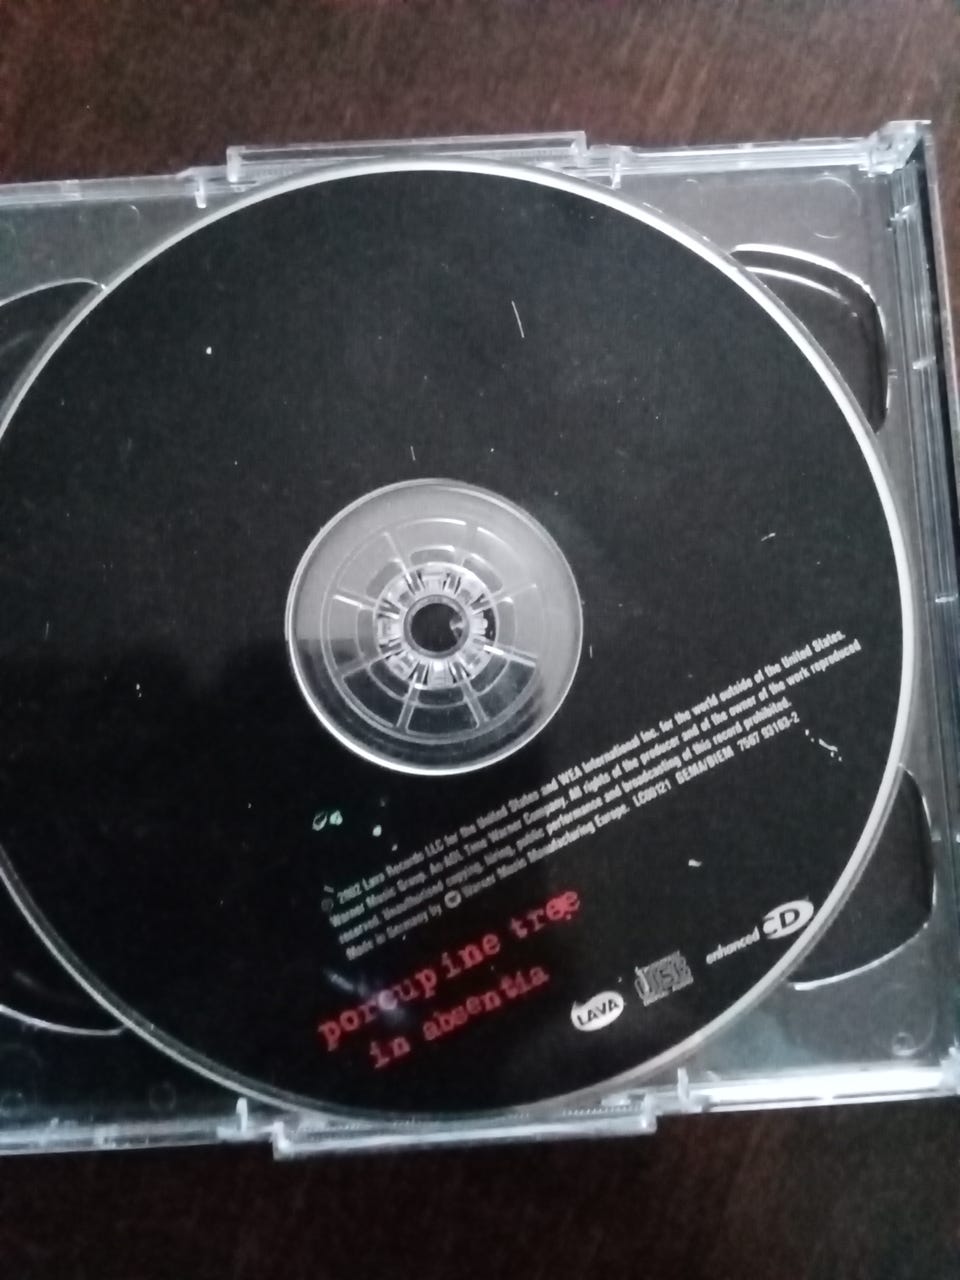 ℗ 2002 Lava Records LLC for the United States and WEA International Inc. for the world outside of the United States.
Warner Music Group. An AOL Time Warner Company. All rights of the producer and of the owner of the work reproduced
reserved. Unauthorised copying, hiring, public performance and broadcasting of this record prohibited.
Made in Germany by Warner Music Manufacturing Europe. LC00121 GEMA/BIEM 7567 93163-2
porcupine tree
in absentia
LAVA
enhanced CD